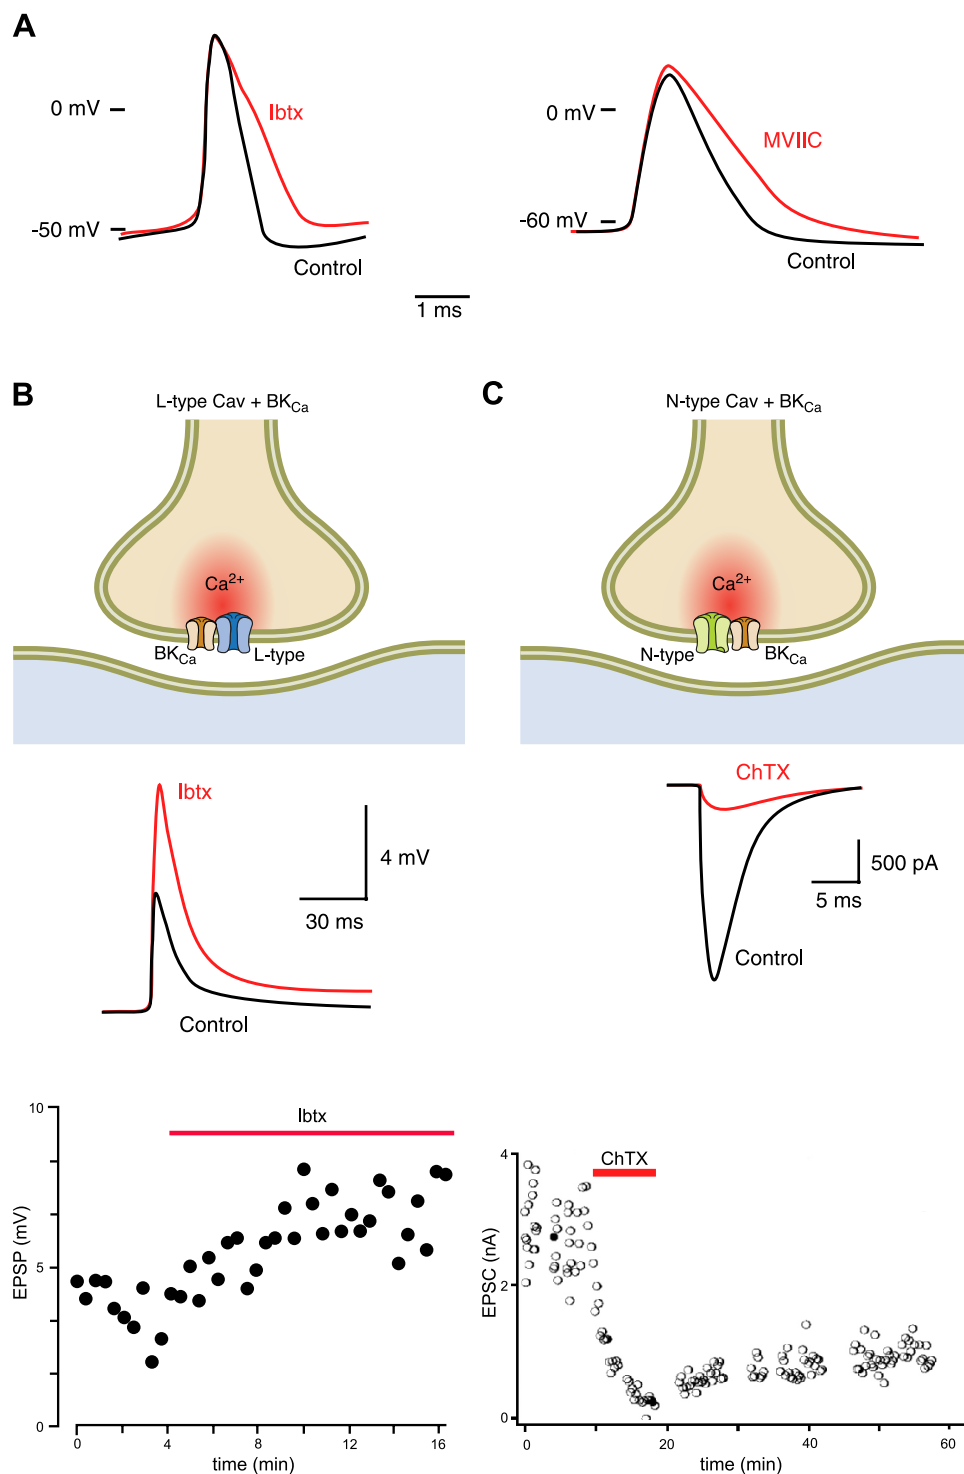 A
0 mV
Ibtx
-50 mV
Control
0 mV
MVIIC
-60 mV
Control
1 ms
B
L-type Cav + BKCa
Ca2+
BKCa
L-type
C
N-type Cav + BKCa
Ca2+
N-type
BKCa
Ibtx
4 mV
30 ms
Control
ChTX
500 pA
5 ms
Control
10
Ibtx
EPSP (mV)
5
0
0 4 8 12 16
time (min)
4
ChTX
EPSC (nA)
2
0
0 20 40 60
time (min)